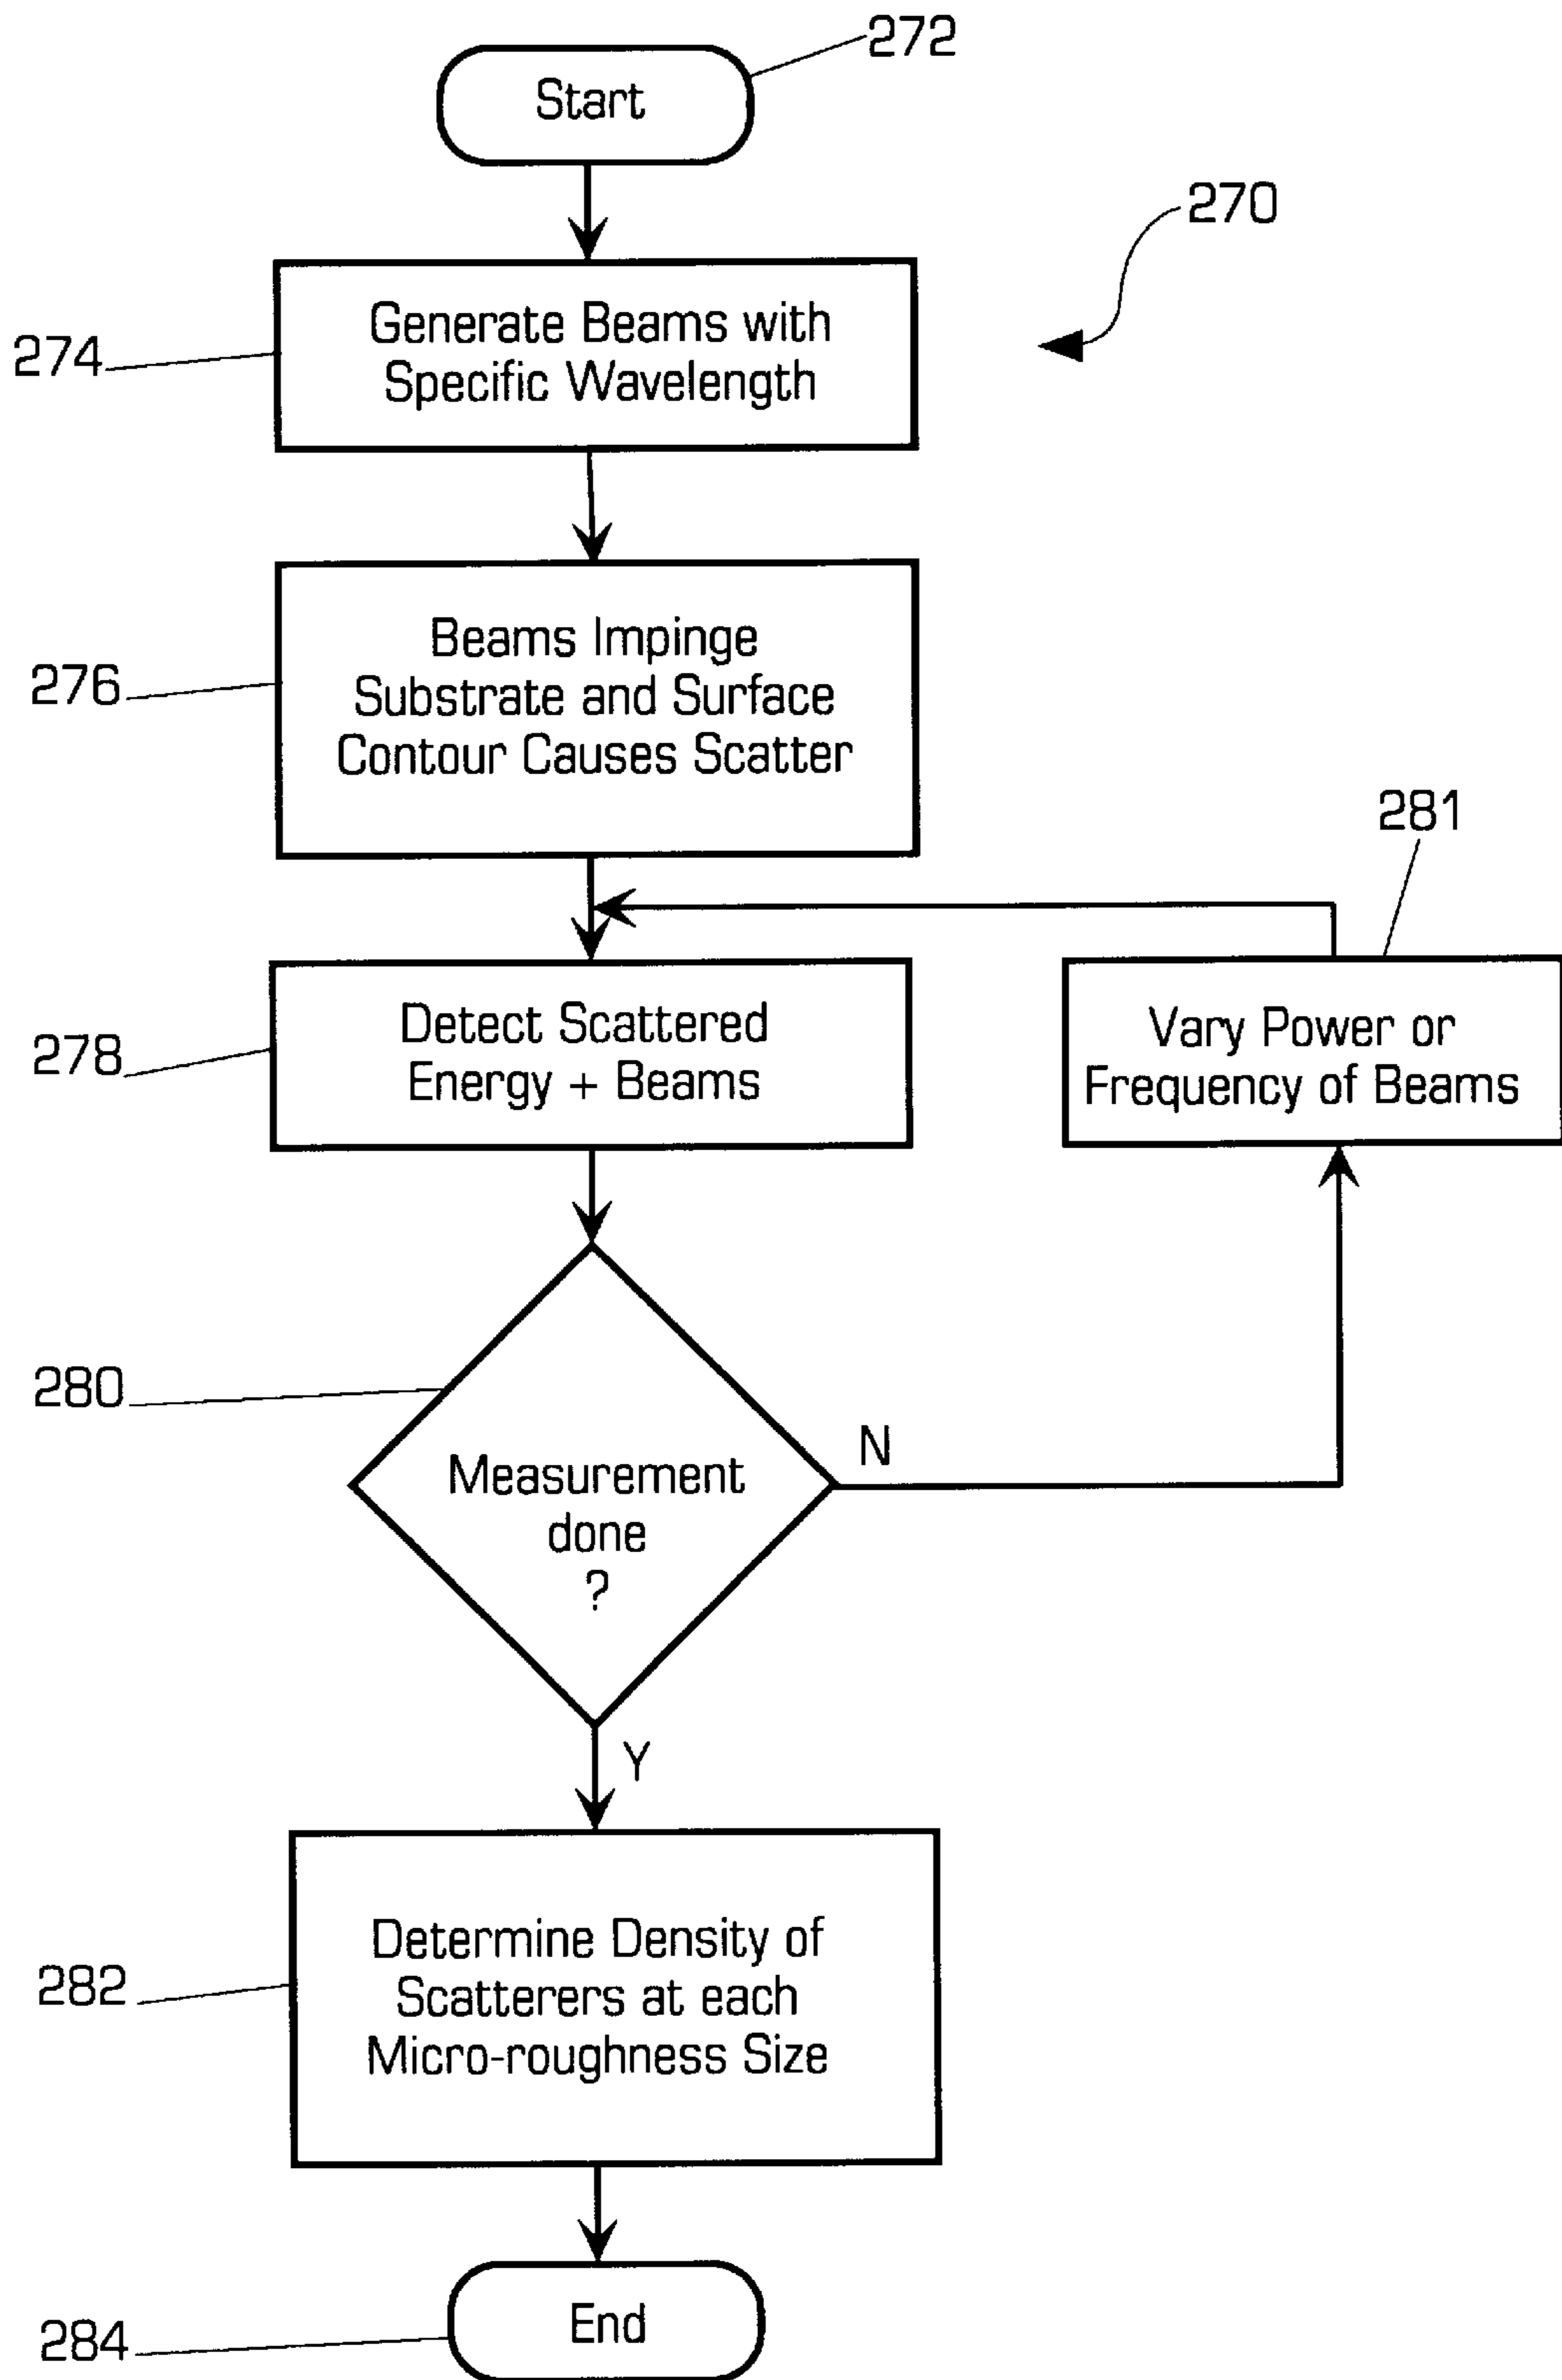 272
Start
270
274
Generate Beams with
Specific Wavelength
276
Beams Impinge
Substrate and Surface
Contour Causes Scatter
281
278
Detect Scattered
Energy + Beams
Vary Power or
Frequency of Beams
280
N
Measurement
done
?
Y
282
Determine Density of
Scatterers at each
Micro-roughness Size
284
End